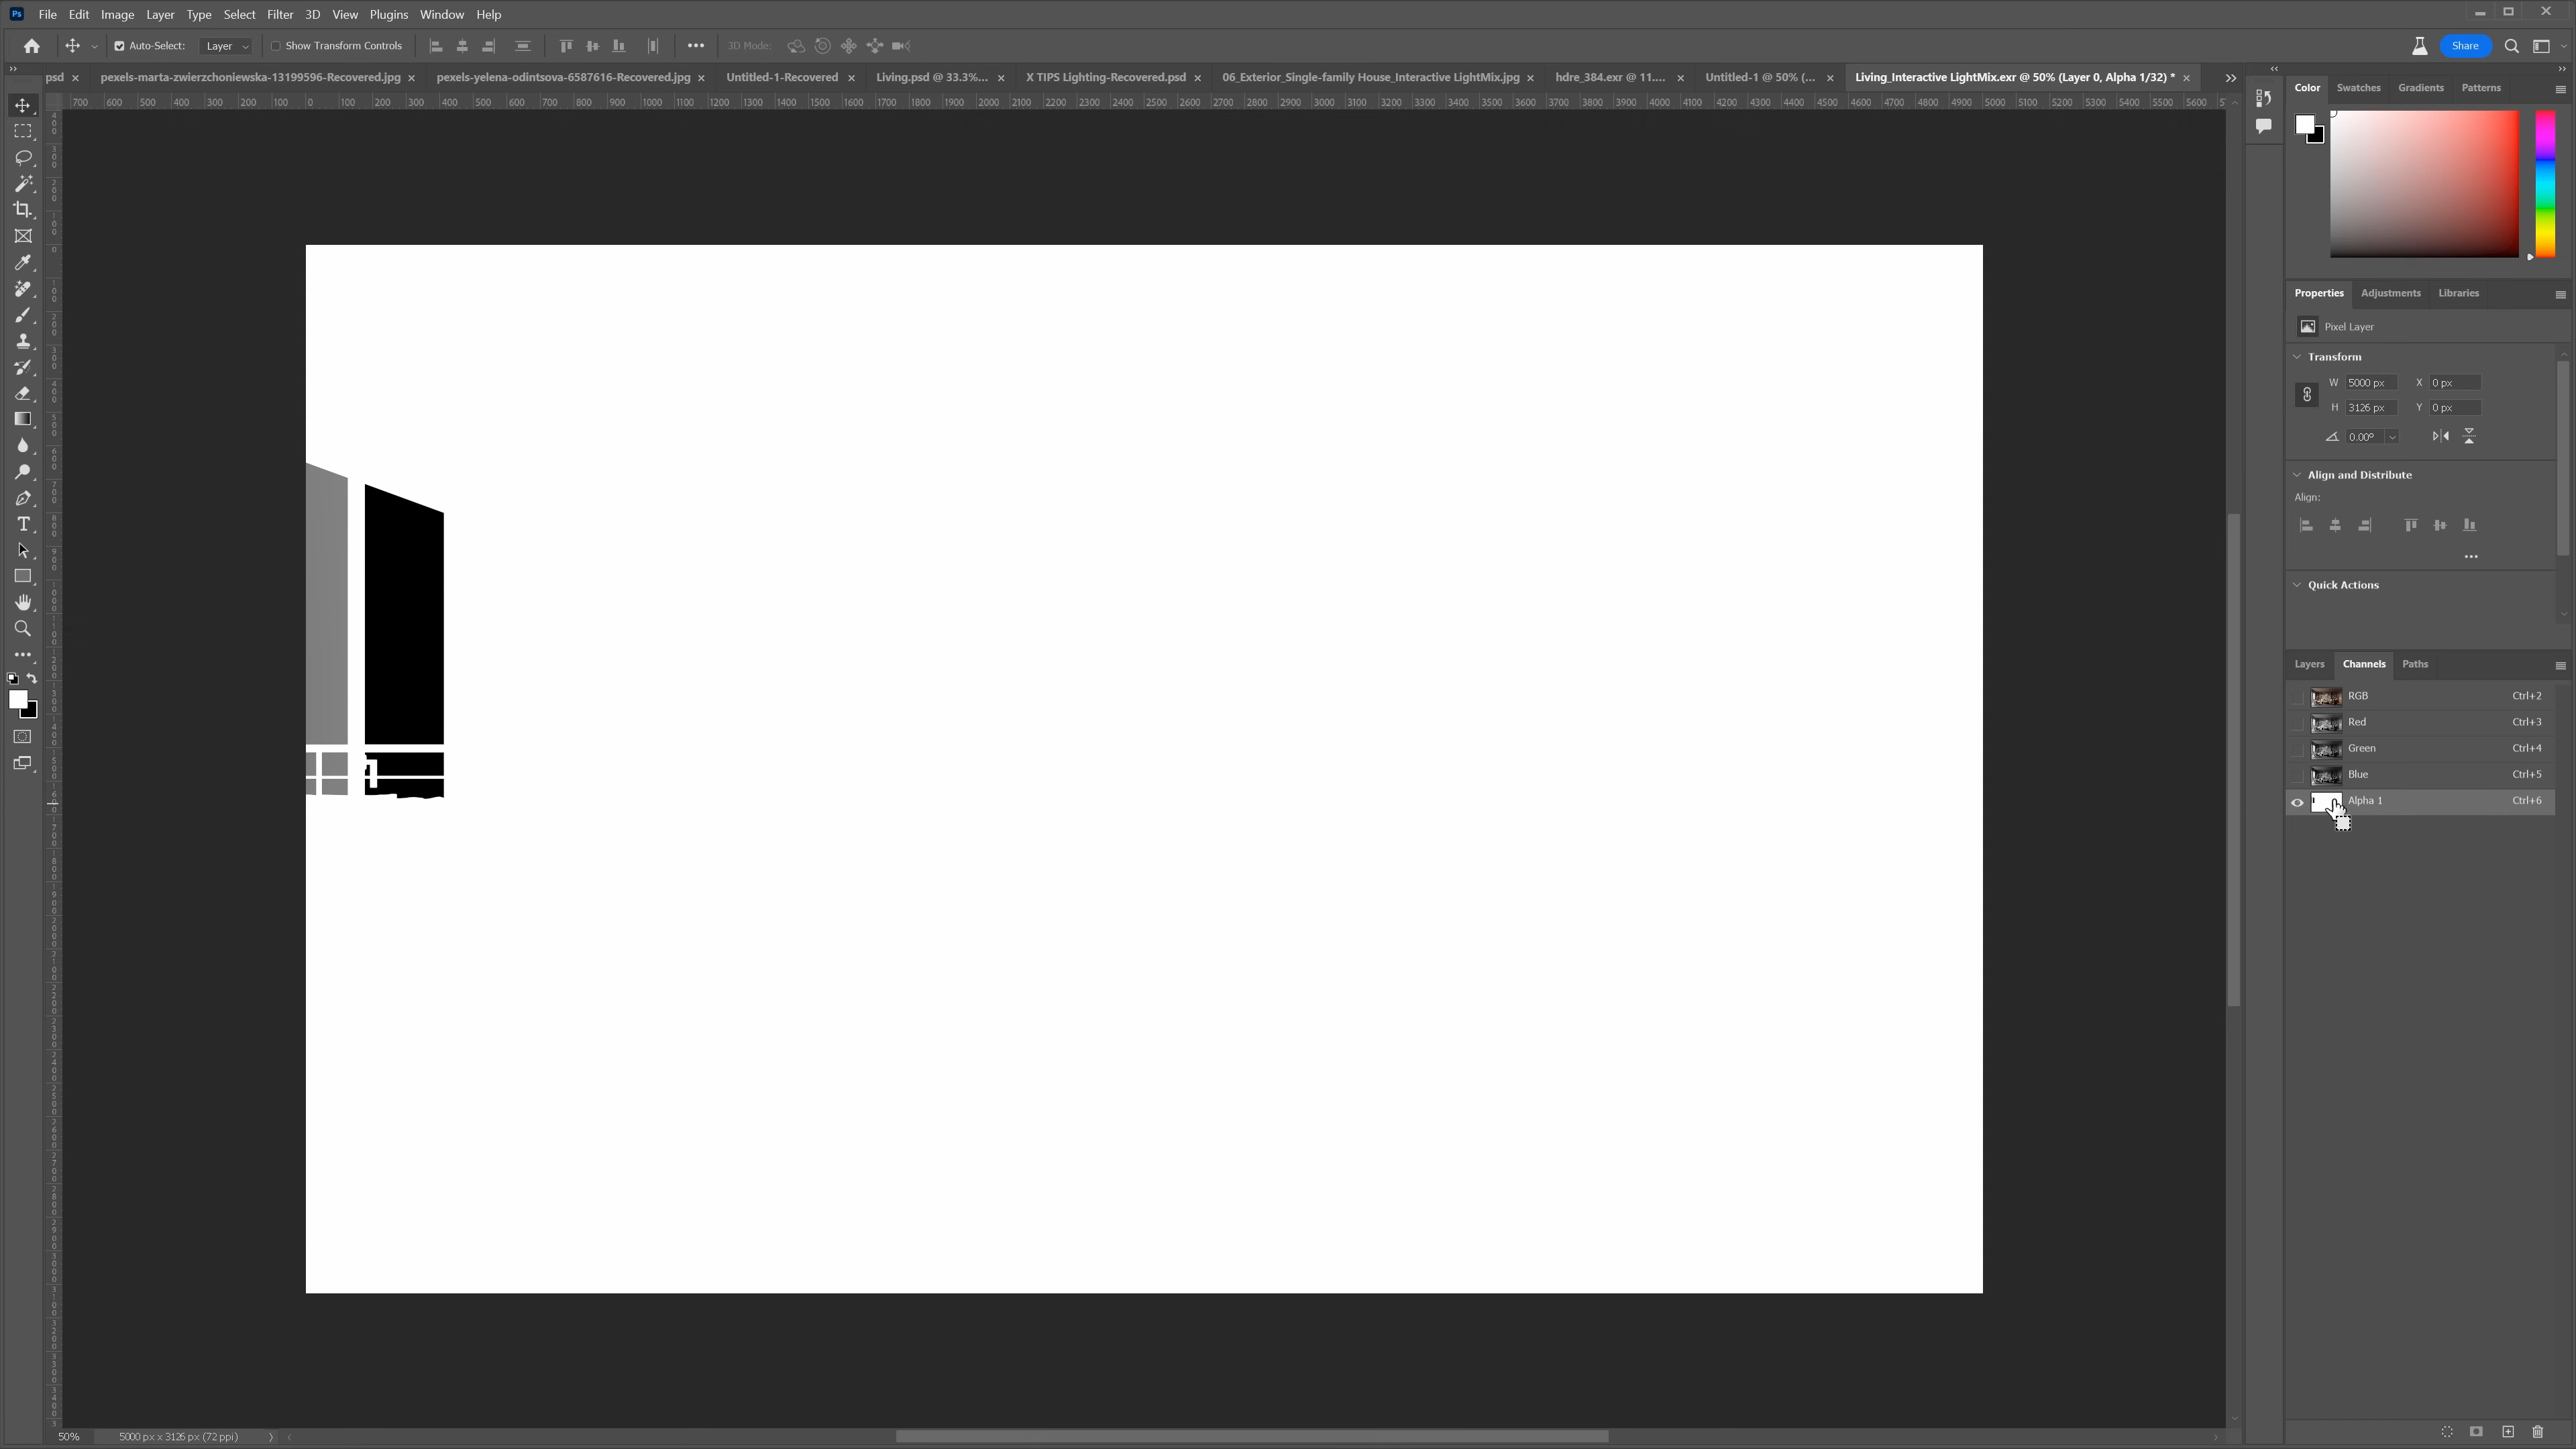 Ps File Edit Image Layer Type Select Filter 3D View Plugins Window Help
Auto-Select: Layer Show Transform Controls 3D Mode: Share
psd × pexels-marta-zwierzchoniewska-13199596-Recovered.jpg × pexels-yelena-odintsova-6587616-Recovered.jpg × Untitled-1-Recovered × Living.psd @ 33.3%... × X TIPS Lighting-Recovered.psd × 06_Exterior_Single-family House_Interactive LightMix.jpg × hdre_384.exr @ 11.... × Untitled-1 @ 50% (... × Living_Interactive LightMix.exr @ 50% (Layer 0, Alpha 1/32) * ×
700 600 500 400 300 200 100 0 100 200 300 400 500 600 700 800 900 1000 1100 1200 1300 1400 1500 1600 1700 1800 1900 2000 2100 2200 2300 2400 2500 2600 2700 2800 2900 3000 3100 3200 3300 3400 3500 3600 3700 3800 3900 4000 4100 4200 4300 4400 4500 4600 4700 4800 4900 5000 5100 5200 5300 5400 5500 5600
Color Swatches Gradients Patterns
Properties Adjustments Libraries
Pixel Layer
Transform
W 5000 px X 0 px
H 3126 px Y 0 px
0.00°
Align and Distribute
Align:
Quick Actions
Layers Channels Paths
RGB Ctrl+2
Red Ctrl+3
Green Ctrl+4
Blue Ctrl+5
Alpha 1 Ctrl+6
50% 5000 px x 3126 px (72 ppi)